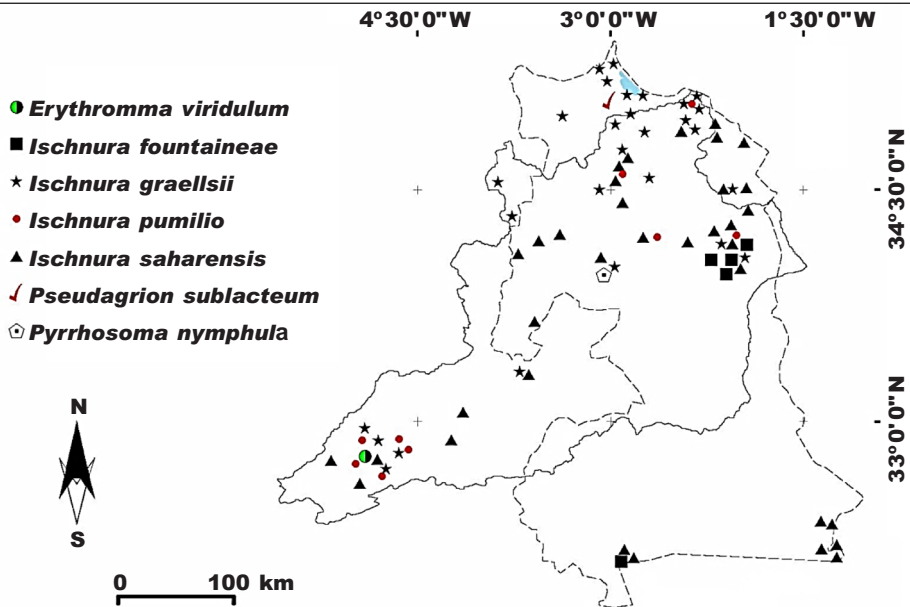 4°30'0"W 3°0'0"W 1°30'0"W
Erythromma viridulum
Ischnura fountaineae
Ischnura graellsii
Ischnura pumilio
Ischnura saharensis
Pseudagrion sublacteum
Pyrrhosoma nymphula
34°30'0"N
33°0'0"N
N
S
0 100 km